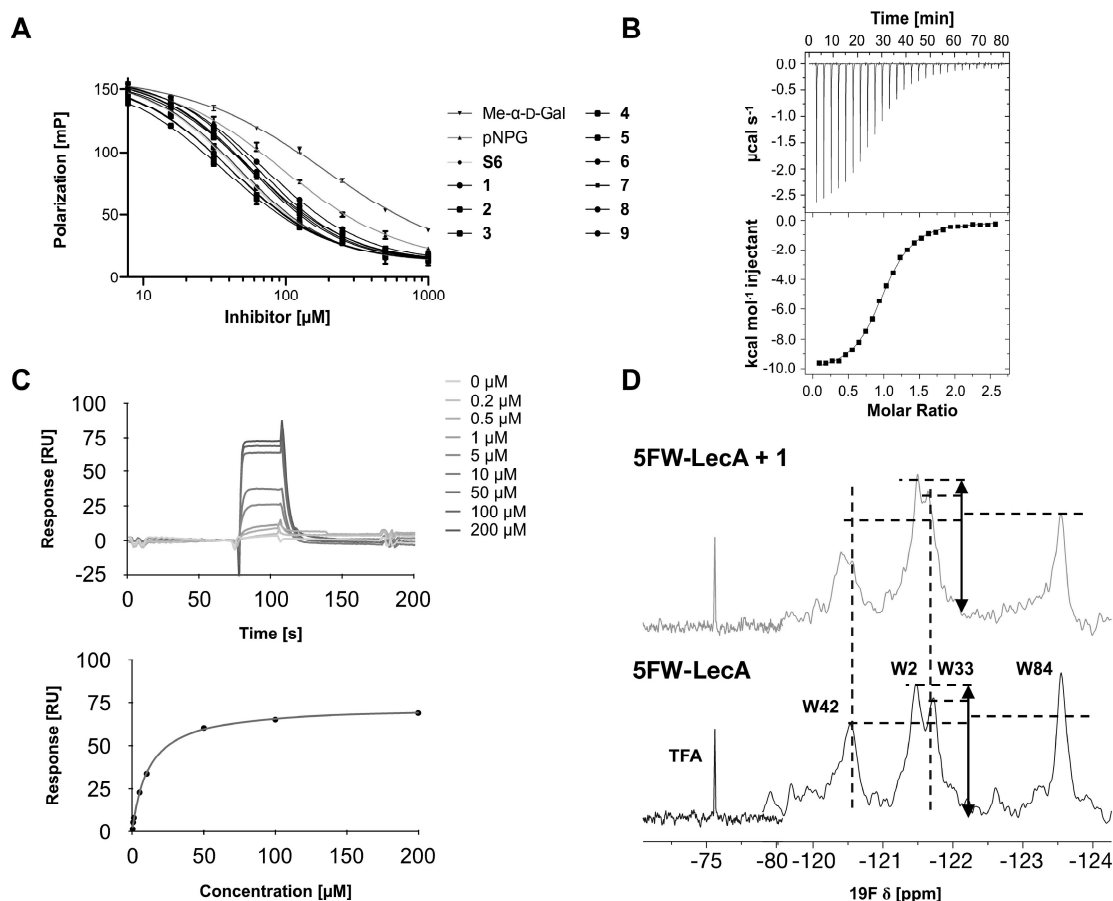 A
Polarization [mP]
150
100
50
0
10
100
1000
Inhibitor [µM]
Me-α-D-Gal
pNPG
S6
1
2
3
4
5
6
7
8
9
B
Time [min]
0 10 20 30 40 50 60 70 80
µcal s⁻¹
0.0
-0.5
-1.0
-1.5
-2.0
-2.5
kcal mol⁻¹ injectant
0.0
-2.0
-4.0
-6.0
-8.0
-10.0
0.0 0.5 1.0 1.5 2.0 2.5
Molar Ratio
C
Response [RU]
100
75
50
25
0
-25
0 50 100 150 200
Time [s]
0 µM
0.2 µM
0.5 µM
1 µM
5 µM
10 µM
50 µM
100 µM
200 µM
Response [RU]
100
75
50
25
0
0 50 100 150 200
Concentration [µM]
D
5FW-LecA + 1
5FW-LecA
W2 W33 W84
W42
TFA
-75 -80 -120 -121 -122 -123 -124
19F δ [ppm]